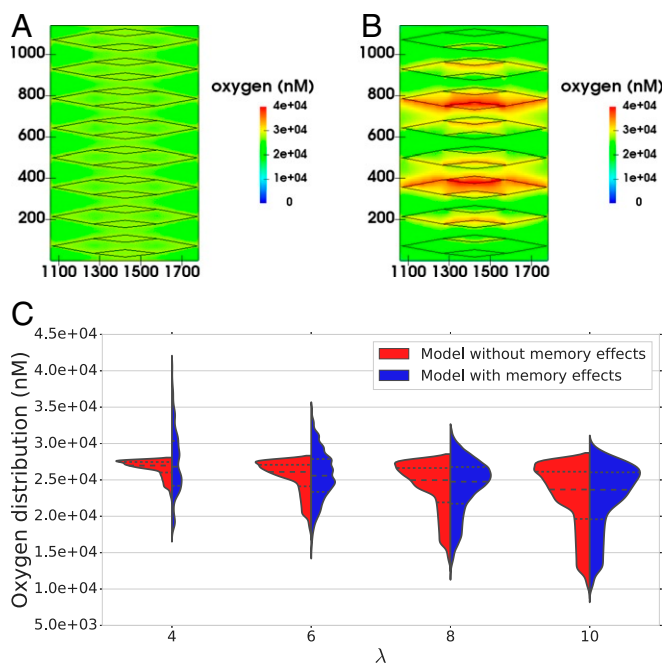 A
B
oxygen (nM)
4e+04
3e+04
2e+04
1e+04
0
1000
800
600
400
200
1100 1300 1500 1700
oxygen (nM)
4e+04
3e+04
2e+04
1e+04
0
1000
800
600
400
200
1100 1300 1500 1700
C
Oxygen distribution (nM)
4.5e+04
4.0e+04
3.5e+04
3.0e+04
2.5e+04
2.0e+04
1.5e+04
1.0e+04
5.0e+03
Model without memory effects
Model with memory effects
4 6 8 10
λ